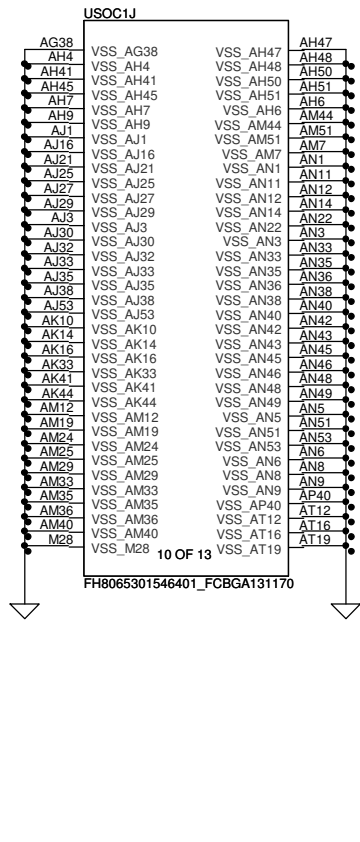 USOC1J
AG38 VSS_AG38 VSS_AH47 AH47
AH4 VSS_AH4 VSS_AH48 AH48
AH41 VSS_AH41 VSS_AH50 AH50
AH45 VSS_AH45 VSS_AH51 AH51
AH7 VSS_AH7 VSS_AH6 AH6
AH9 VSS_AH9 VSS_AM44 AM44
AJ1 VSS_AJ1 VSS_AM51 AM51
AJ16 VSS_AJ16 VSS_AM7 AM7
AJ21 VSS_AJ21 VSS_AN1 AN1
AJ25 VSS_AJ25 VSS_AN11 AN11
AJ27 VSS_AJ27 VSS_AN12 AN12
AJ29 VSS_AJ29 VSS_AN14 AN14
AJ3 VSS_AJ3 VSS_AN22 AN22
AJ30 VSS_AJ30 VSS_AN3 AN3
AJ32 VSS_AJ32 VSS_AN33 AN33
AJ33 VSS_AJ33 VSS_AN35 AN35
AJ35 VSS_AJ35 VSS_AN36 AN36
AJ38 VSS_AJ38 VSS_AN38 AN38
AJ53 VSS_AJ53 VSS_AN40 AN40
AK10 VSS_AK10 VSS_AN42 AN42
AK14 VSS_AK14 VSS_AN43 AN43
AK16 VSS_AK16 VSS_AN45 AN45
AK33 VSS_AK33 VSS_AN46 AN46
AK41 VSS_AK41 VSS_AN48 AN48
AK44 VSS_AK44 VSS_AN49 AN49
AM12 VSS_AM12 VSS_AN5 AN5
AM19 VSS_AM19 VSS_AN51 AN51
AM24 VSS_AM24 VSS_AN53 AN53
AM25 VSS_AM25 VSS_AN6 AN6
AM29 VSS_AM29 VSS_AN8 AN8
AM33 VSS_AM33 VSS_AN9 AN9
AM35 VSS_AM35 VSS_AP40 AP40
AM36 VSS_AM36 VSS_AT12 AT12
AM40 VSS_AM40 VSS_AT16 AT16
M28 VSS_M28 10 OF 13 VSS_AT19 AT19
FH8065301546401_FCBGA131170